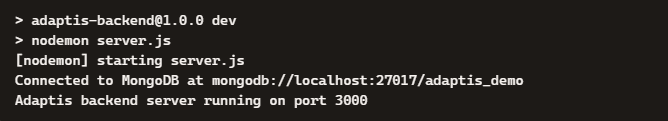 > adaptis-backend@1.0.0 dev
> nodemon server.js
[nodemon] starting server.js
Connected to MongoDB at mongodb://localhost:27017/adaptis_demo
Adaptis backend server running on port 3000